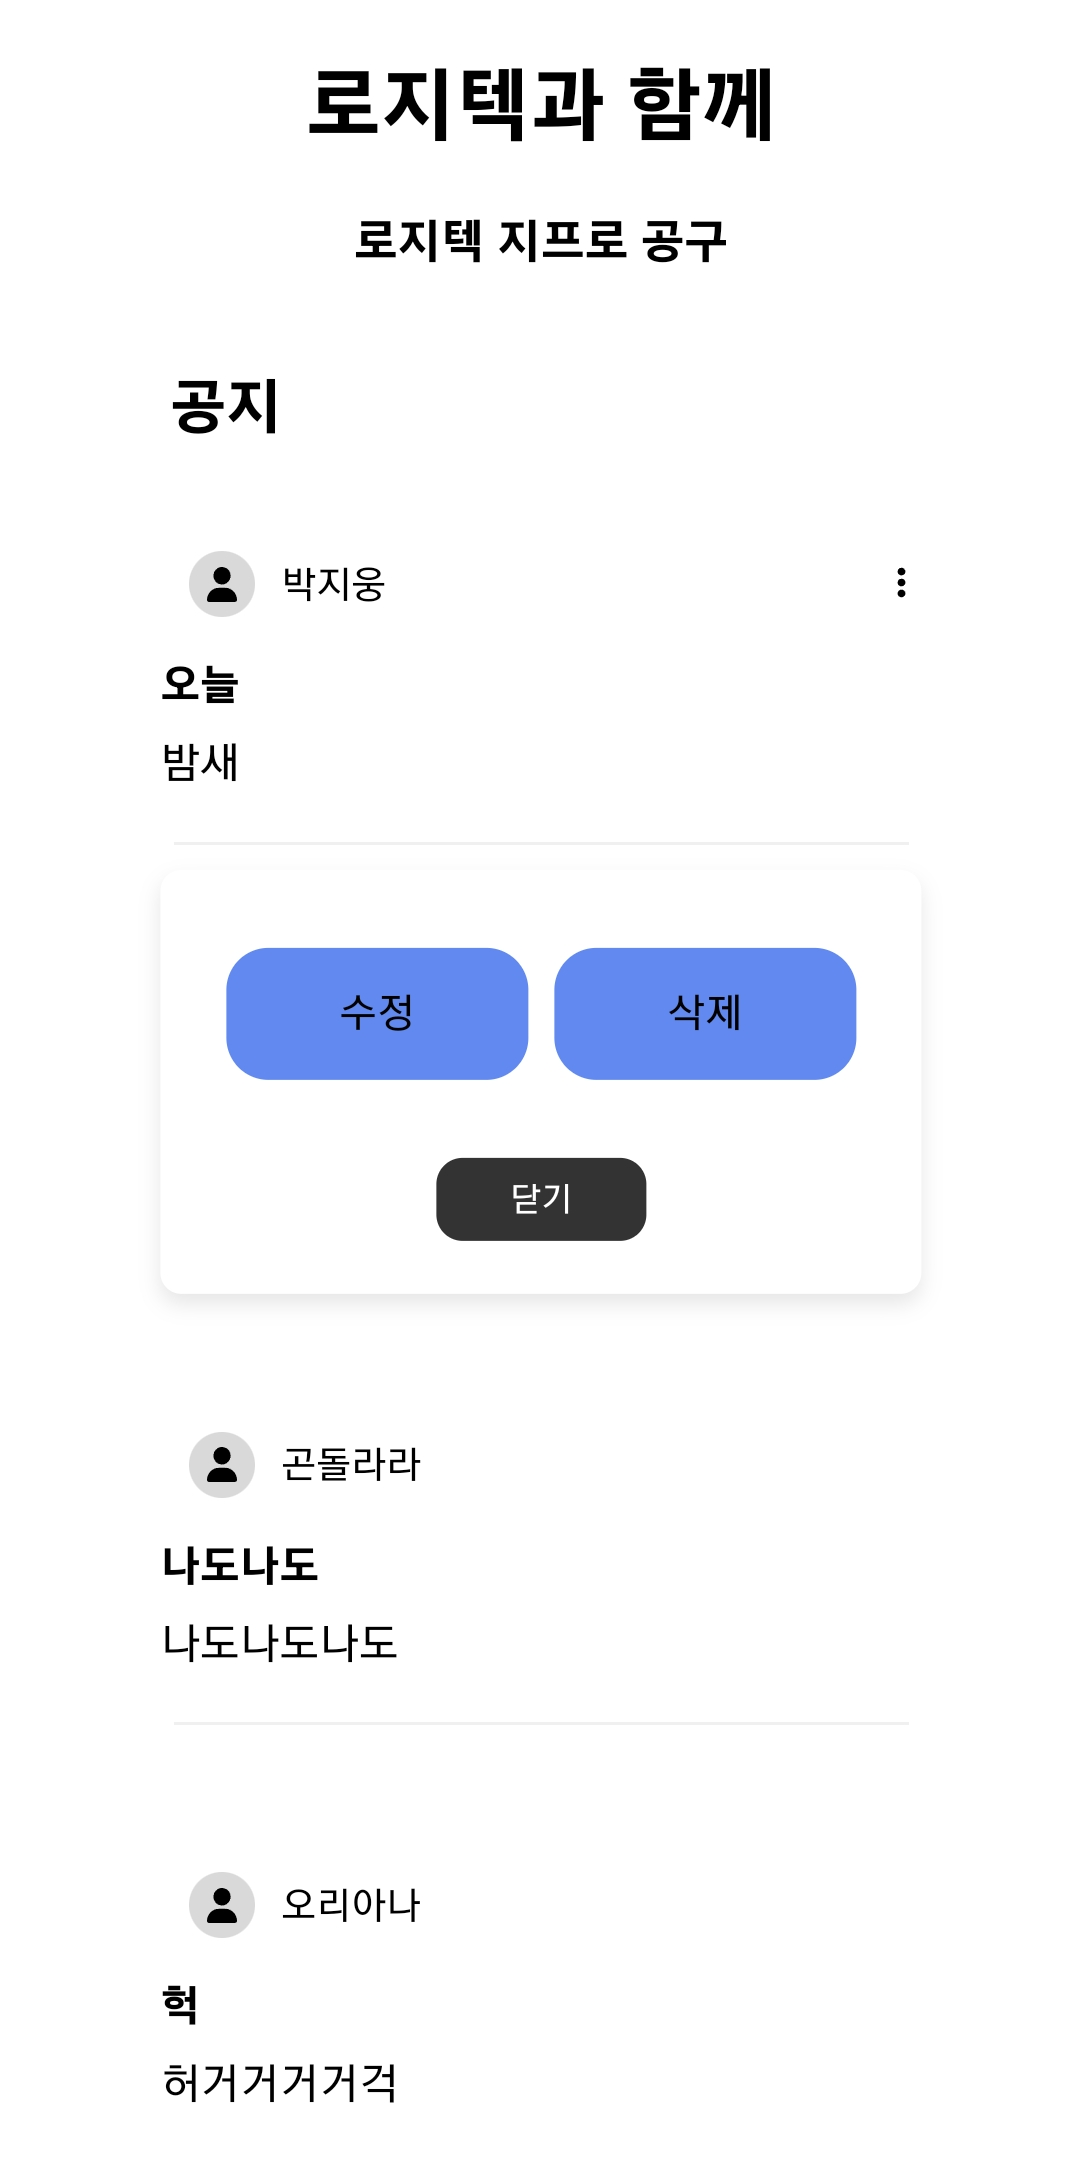 로지텍과 함께
로지텍 지프로 공구
공지
박지웅
오늘
밤새
수정 삭제
닫기
곤돌라라
나도나도
나도나도나도
오리아나
헉
허거거거거걱